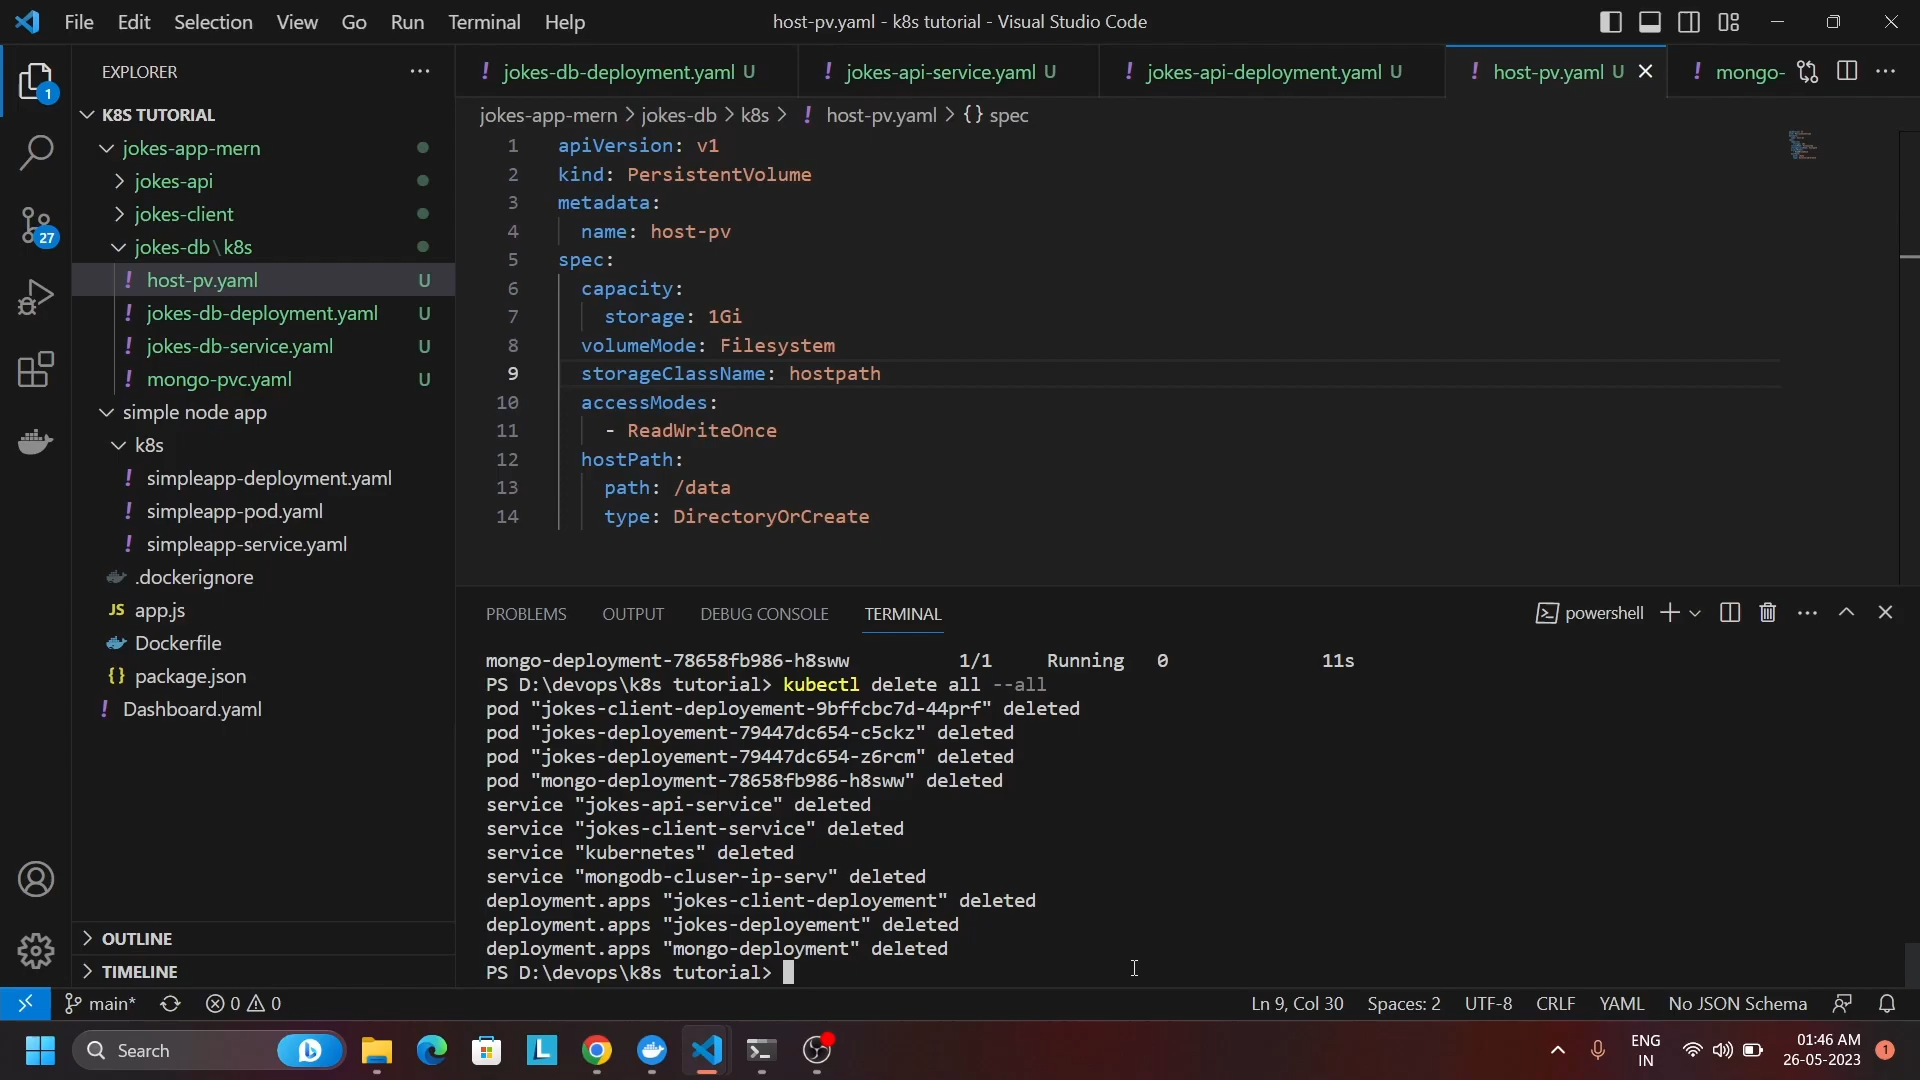 File Edit Selection View Go Run Terminal Help
host-pv.yaml - k8s tutorial - Visual Studio Code
EXPLORER
K8S TUTORIAL
jokes-app-mern
jokes-api
jokes-client
jokes-db\k8s
! host-pv.yaml U
! jokes-db-deployment.yaml U
! jokes-db-service.yaml U
! mongo-pvc.yaml U
simple node app
k8s
! simpleapp-deployment.yaml
! simpleapp-pod.yaml
! simpleapp-service.yaml
.dockerignore
JS app.js
Dockerfile
{} package.json
! Dashboard.yaml
OUTLINE
TIMELINE
1
27
! jokes-db-deployment.yaml U
! jokes-api-service.yaml U
! jokes-api-deployment.yaml U
! host-pv.yaml U
! mongo-
jokes-app-mern > jokes-db > k8s > ! host-pv.yaml > {} spec
1 apiVersion: v1
2 kind: PersistentVolume
3 metadata:
4 name: host-pv
5 spec:
6 capacity:
7 storage: 1Gi
8 volumeMode: Filesystem
9 storageClassName: hostpath
10 accessModes:
11 - ReadWriteOnce
12 hostPath:
13 path: /data
14 type: DirectoryOrCreate
PROBLEMS OUTPUT DEBUG CONSOLE TERMINAL
powershell
mongo-deployment-78658fb986-h8sww 1/1 Running 0 11s
PS D:\devops\k8s tutorial> kubectl delete all --all
pod "jokes-client-deployement-9bffcbc7d-44prf" deleted
pod "jokes-deployement-79447dc654-c5ckz" deleted
pod "jokes-deployement-79447dc654-z6rcm" deleted
pod "mongo-deployment-78658fb986-h8sww" deleted
service "jokes-api-service" deleted
service "jokes-client-service" deleted
service "kubernetes" deleted
service "mongodb-cluser-ip-serv" deleted
deployment.apps "jokes-client-deployement" deleted
deployment.apps "jokes-deployement" deleted
deployment.apps "mongo-deployment" deleted
PS D:\devops\k8s tutorial>
main* 0 0
Ln 9, Col 30 Spaces: 2 UTF-8 CRLF YAML No JSON Schema
Search
L
ENG
IN
01:46 AM
26-05-2023
1